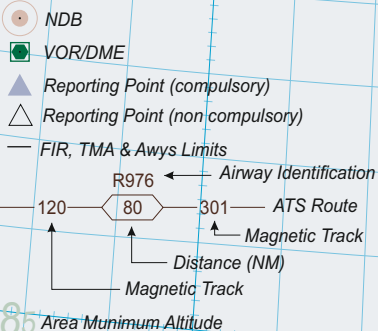 NDB
VOR/DME
Reporting Point (compulsory)
Reporting Point (non compulsory)
FIR, TMA & Awys Limits
R976 Airway Identification
120 80 301 ATS Route
Magnetic Track
Distance (NM)
Magnetic Track
85 Area Munimum Altitude